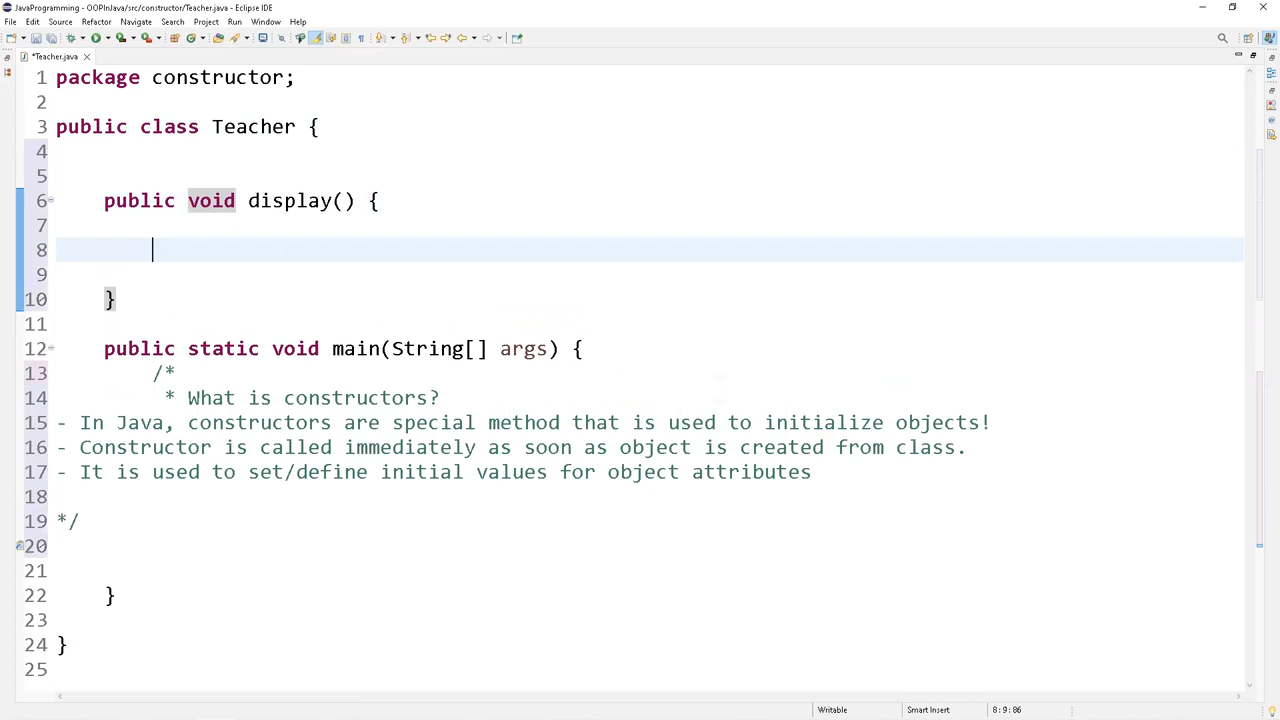 JavaProgramming - OOPInJava/src/constructor/Teacher.java - Eclipse IDE
File Edit Source Refactor Navigate Search Project Run Window Help
*Teacher.java
1 package constructor;
2
3 public class Teacher {
4
5
6 public void display() {
7
8
9
10 }
11
12 public static void main(String[] args) {
13 /*
14 * What is constructors?
15 - In Java, constructors are special method that is used to initialize objects!
16 - Constructor is called immediately as soon as object is created from class.
17 - It is used to set/define initial values for object attributes
18
19 */
20
21
22 }
23
24 }
25
Writable Smart Insert 8:9:86